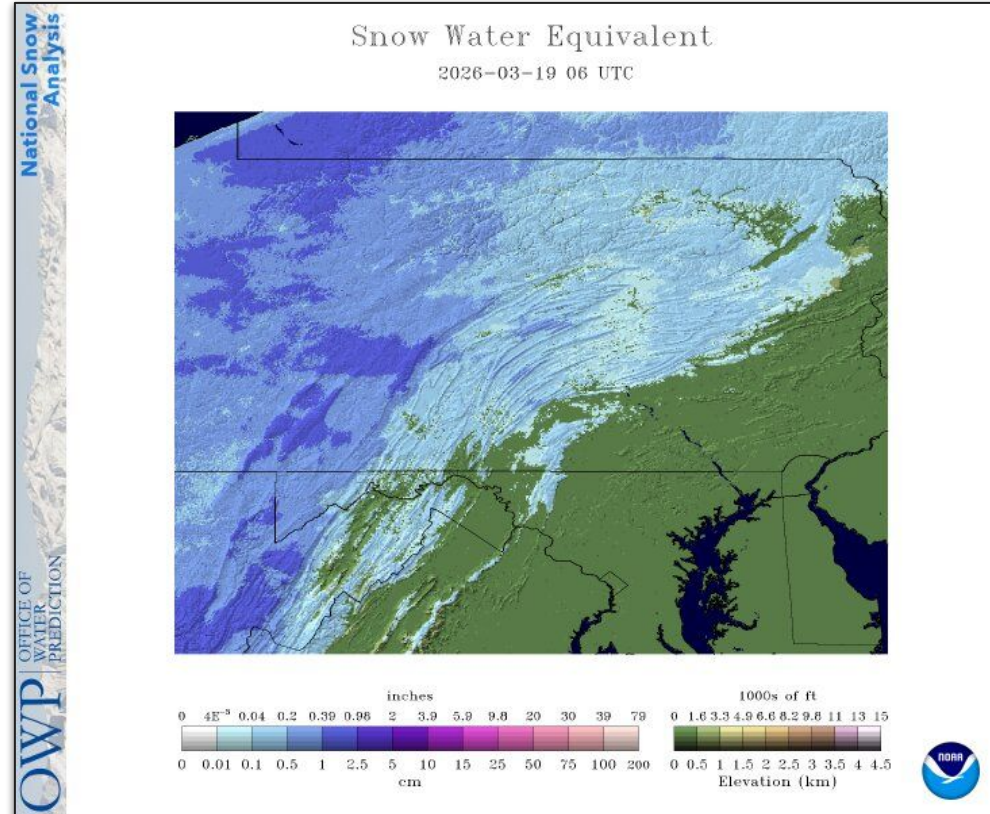 National Snow
Analysis
Snow Water Equivalent
2026-03-19 06 UTC
OWP
OFFICE OF
WATER
PREDICTION
inches
0 4E⁻³ 0.04 0.2 0.39 0.98 2 3.9 5.9 9.8 20 30 39 79
0 0.01 0.1 0.5 1 2.5 5 10 15 25 50 75 100 200
cm
1000s of ft
0 1.6 3.3 4.9 6.6 8.2 9.8 11 13 15
0 0.5 1 1.5 2 2.5 3 3.5 4 4.5
Elevation (km)
NOAA